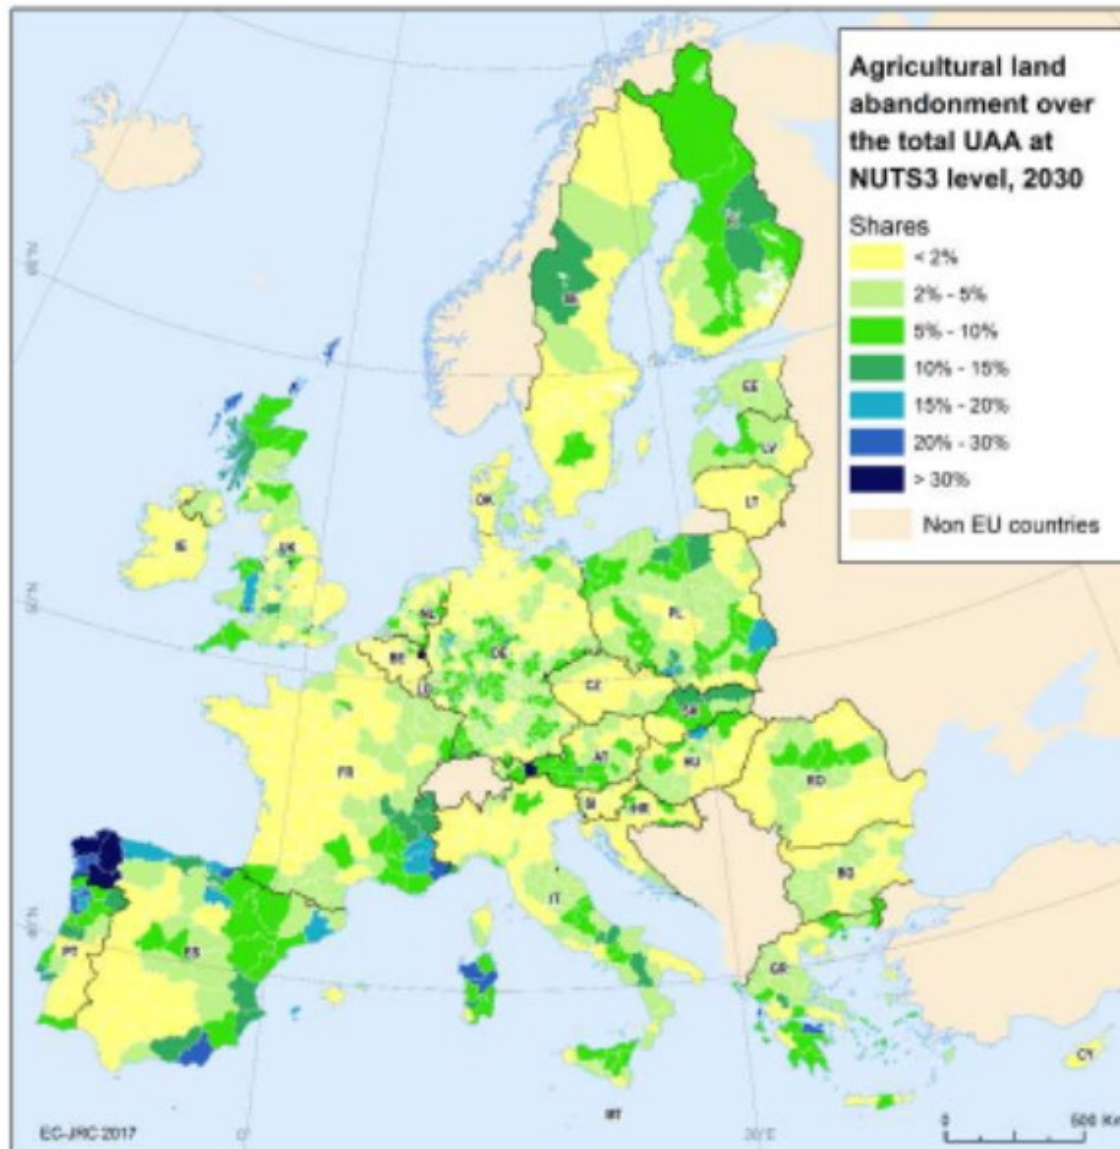 Agricultural land
abandonment over
the total UAA at
NUTS3 level, 2030
Shares
< 2%
2% - 5%
5% - 10%
10% - 15%
15% - 20%
20% - 30%
> 30%
Non EU countries
EE
LV
LT
DK
IE
UK
NL
PL
BE
DE
CZ
SK
FR
AT
HU
RO
SI
HR
IT
BG
PT
ES
GR
CY
MT
EC-JRC 2017
0°
0
500 Km